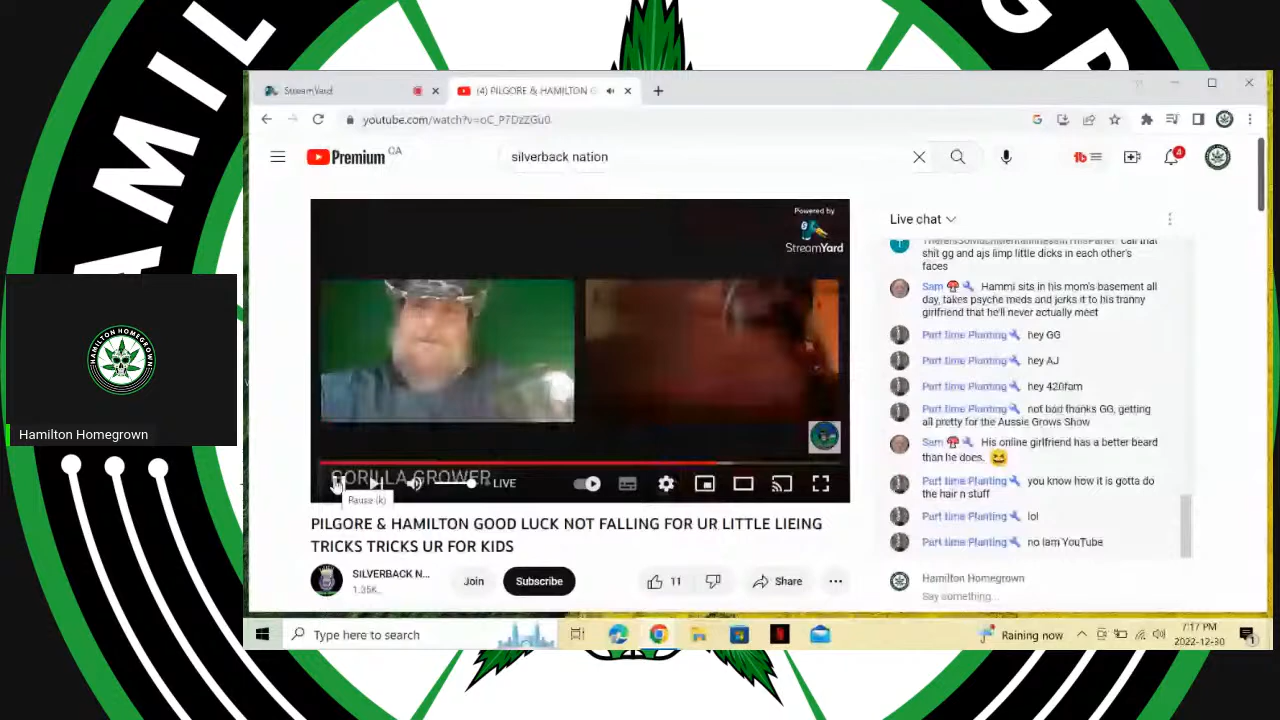 AMIL
G R
StreamYard
(4) PILGORE & HAMILTON G
youtube.com/watch?v=oC_P7DzZGu0
Premium CA
silverback nation
4
Powered by
StreamYard
GORILLA GROWER
LIVE
Pause (k)
PILGORE & HAMILTON GOOD LUCK NOT FALLING FOR UR LITTLE LIEING
TRICKS TRICKS UR FOR KIDS
SILVERBACK N...
1.35K
Join
Subscribe
11
Share
Live chat
call that
shit gg and ajs limp little dicks in each other's
faces
Sam Hammi sits in his mom's basement all
day, takes psyche meds and jerks it to his tranny
girlfriend that he'll never actually meet
Part time Planting hey GG
Part time Planting hey AJ
Part time Planting hey 420fam
Part time Planting not bad thanks GG, getting
all pretty for the Aussie Grows Show
Sam His online girlfriend has a better beard
than he does.
Part time Planting you know how it is gotta do
the hair n stuff
Part time Planting lol
Part time Planting no Iam YouTube
Hamilton Homegrown
Say something...
HAMILTON HOMEGROWN
Hamilton Homegrown
Type here to search
Raining now
7:17 PM
2022-12-30
1